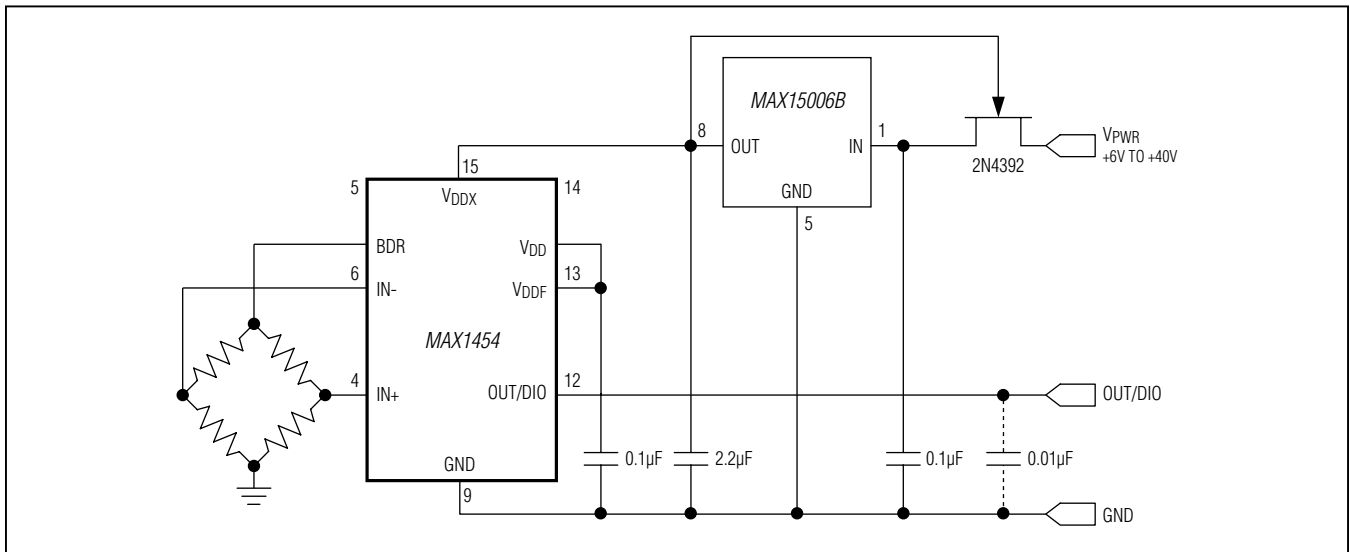 MAX15006B
8
OUT
IN
1
GND
5
2N4392
VPWR
+6V TO +40V
15
5
VDDX
14
BDR
VDD
6
13
IN-
VDDF
MAX1454
4
IN+
OUT/DIO
12
OUT/DIO
GND
9
0.1µF
2.2µF
0.1µF
0.01µF
GND